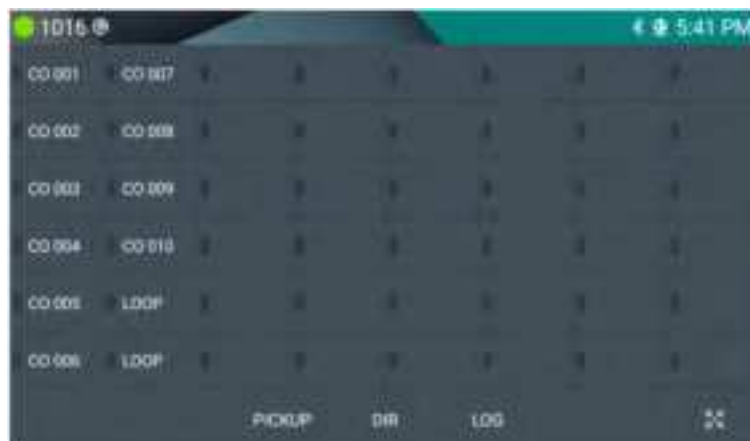 1016 5:41 PM
CO 001 CO 007
CO 002 CO 008
CO 003 CO 009
CO 004 CO 010
CO 005 LOOP
CO 006 LOOP
PICKUP DIR LOG